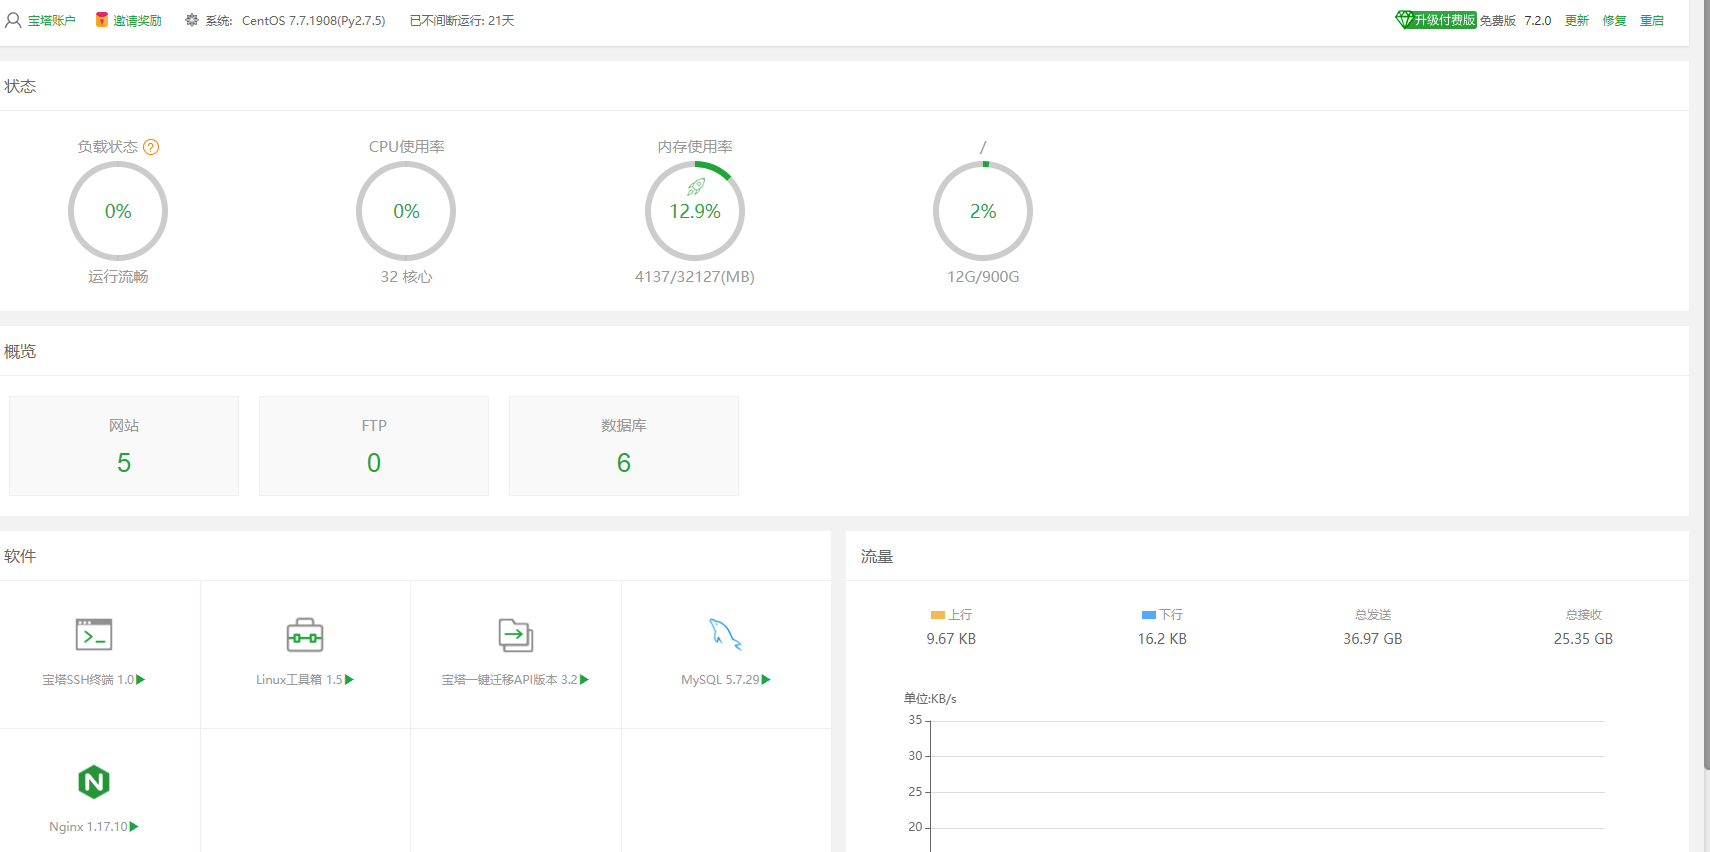 宝塔账户 邀请奖励 系统: CentOS 7.7.1908(Py2.7.5) 已不间断运行: 21天 升级付费版 免费版 7.2.0 更新 修复 重启
状态
负载状态 ? CPU使用率 内存使用率 /
0% 0% 12.9% 2%
运行流畅 32 核心 4137/32127(MB) 12G/900G
概览
网站 FTP 数据库
5 0 6
软件
宝塔SSH终端 1.0 Linux工具箱 1.5 宝塔一键迁移API版本 3.2 MySQL 5.7.29
N
Nginx 1.17.10
流量
上行 下行 总发送 总接收
9.67 KB 16.2 KB 36.97 GB 25.35 GB
单位:KB/s
35
30
25
20